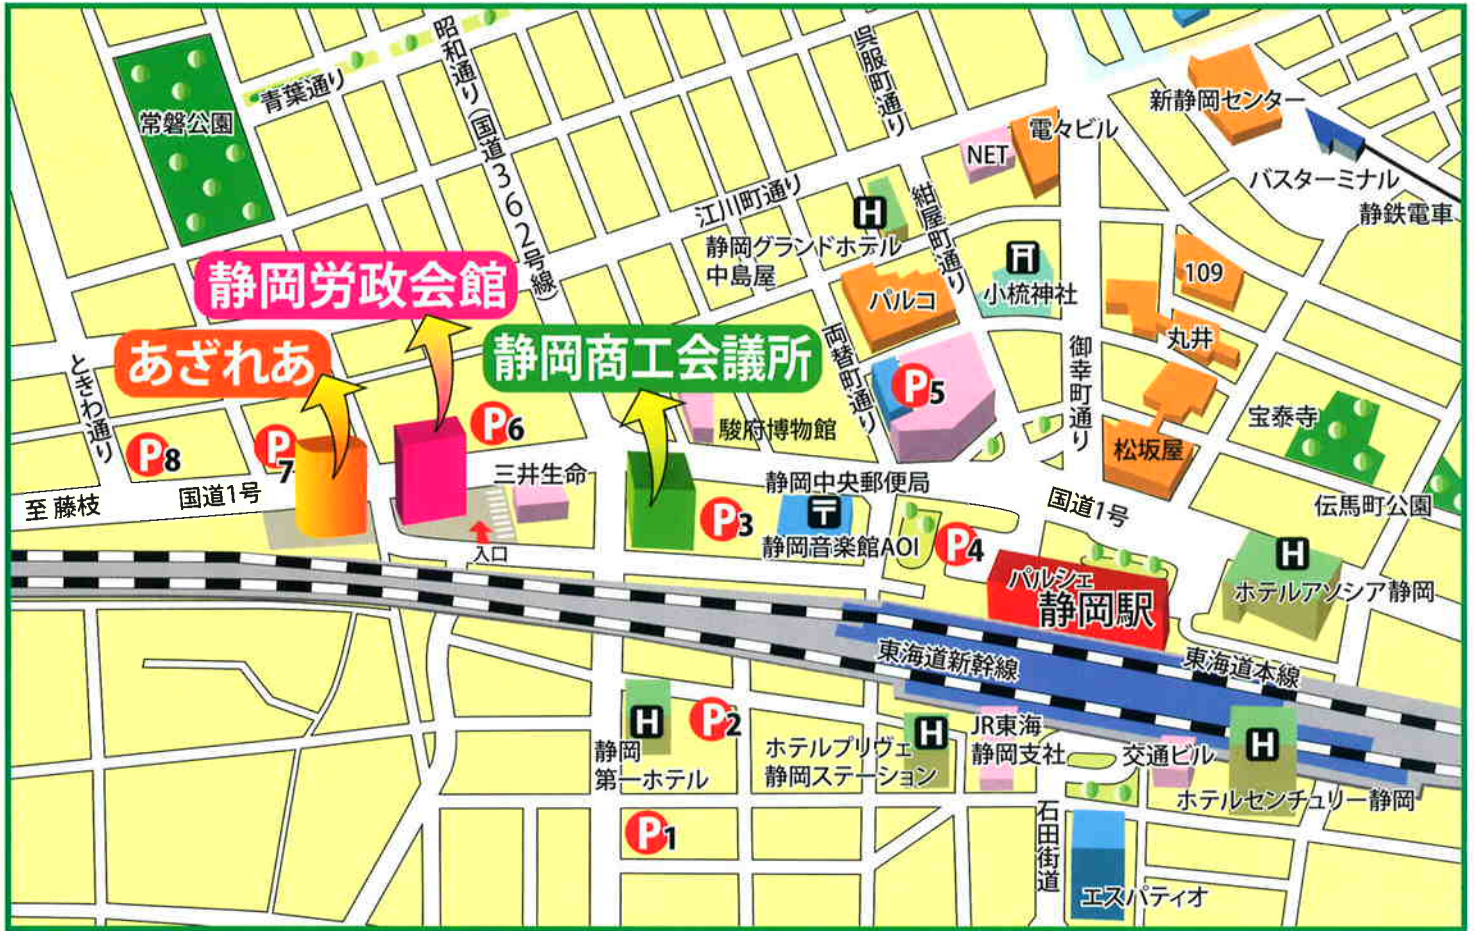 常磐公園
青葉通り
昭和通り(国道362号線)
呉服町通り
江川町通り
NET
電々ビル
新静岡センター
バスターミナル
静鉄電車
H
静岡グランドホテル
中島屋
紺屋町通り
小梳神社
パルコ
109
丸井
静岡労政会館
あざれあ
静岡商工会議所
ときわ通り
両替町通り
御幸町通り
P5
P6
P7
P8
駿府博物館
三井生命
松坂屋
宝泰寺
伝馬町公園
至 藤枝
国道1号
国道1号
入口
P3
静岡中央郵便局
〒
静岡音楽館AOI
P4
パルシェ
静岡駅
H
ホテルアソシア静岡
東海道新幹線
東海道本線
H
静岡
第一ホテル
P2
P1
H
ホテルプリヴェ
静岡ステーション
JR東海
静岡支社
交通ビル
H
ホテルセンチュリー静岡
石田街道
エスパティオ